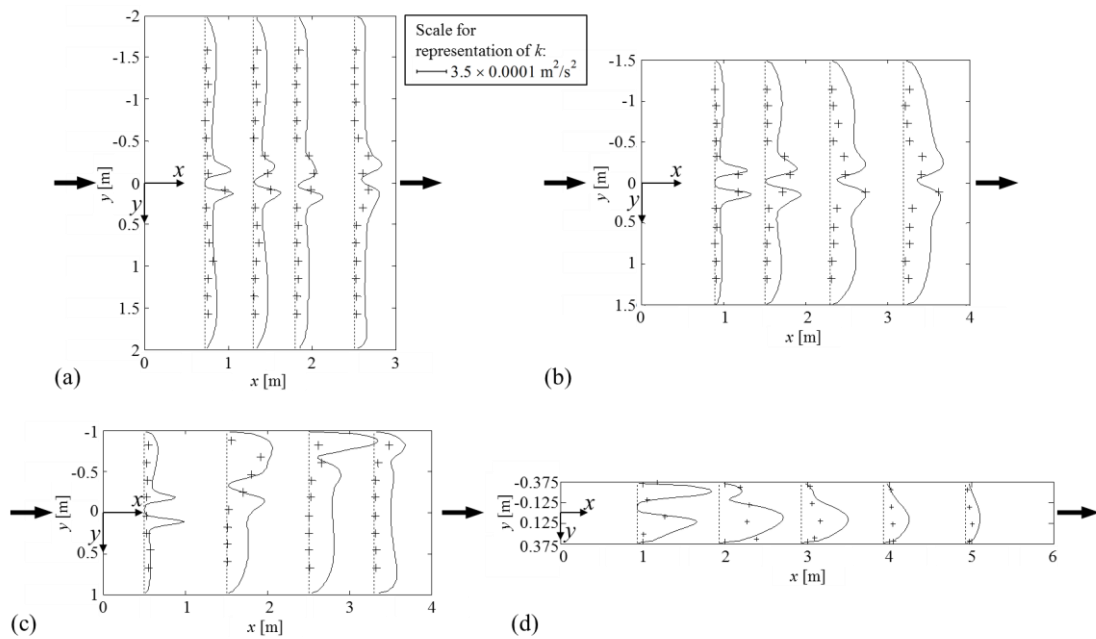 Scale for
representation of k:
3.5 × 0.0001 m²/s²
-2
-1.5
-1
-0.5
0
0.5
1
1.5
2
y [m]
x
y
0 1 2 3
x [m]
(a)
-1.5
-1
-0.5
0
0.5
1
1.5
y [m]
x
y
0 1 2 3 4
x [m]
(b)
-1
-0.5
0
0.5
1
y [m]
x
y
0 1 2 3 4
x [m]
(c)
-0.375
-0.125
0.125
0.375
y [m]
x
y
0 1 2 3 4 5 6
x [m]
(d)